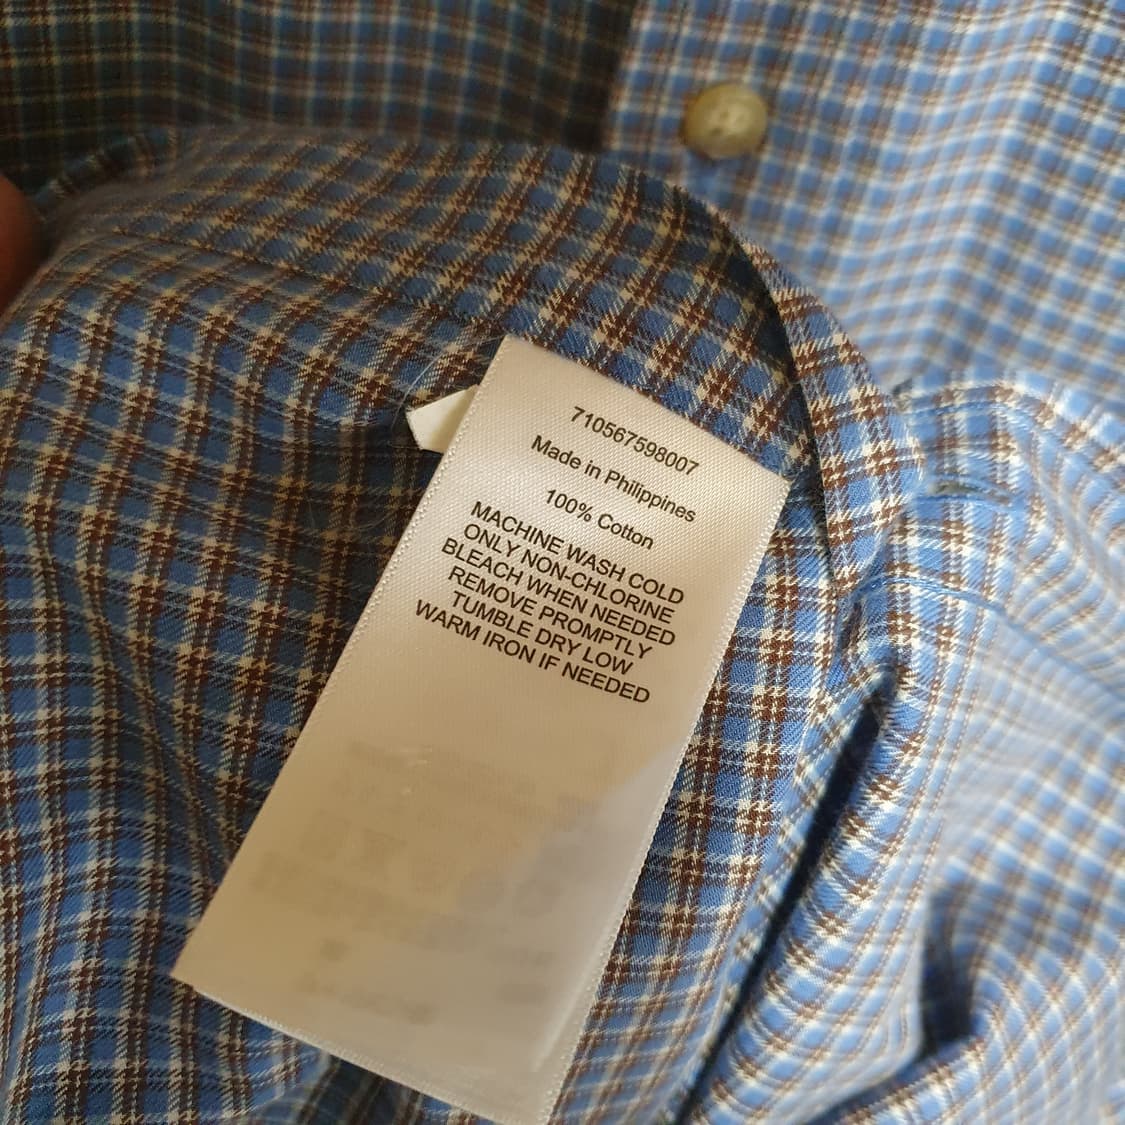 710567598007
Made in Philippines
100% Cotton
MACHINE WASH COLD
ONLY NON-CHLORINE
BLEACH WHEN NEEDED
REMOVE PROMPTLY
TUMBLE DRY LOW
WARM IRON IF NEEDED